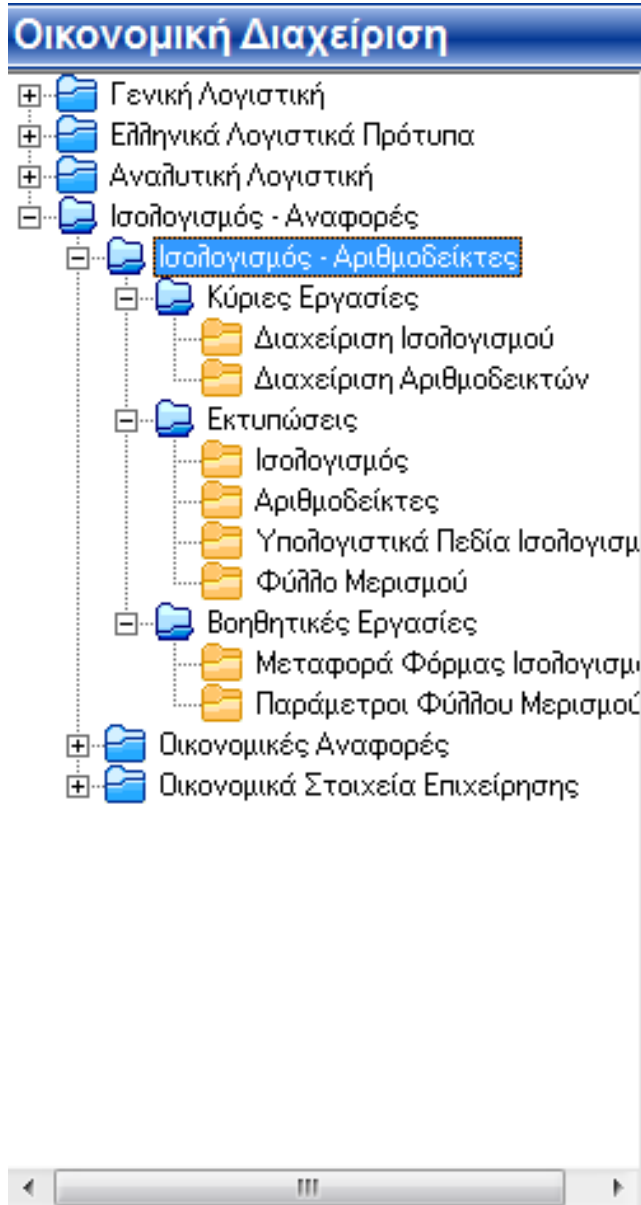 Οικονομική Διαχείριση
Γενική Λογιστική
Ελληνικά Λογιστικά Πρότυπα
Αναλυτική Λογιστική
Ισολογισμός - Αναφορές
Ισολογισμός - Αριθμοδείκτες
Κύριες Εργασίες
Διαχείριση Ισολογισμού
Διαχείριση Αριθμοδεικτών
Εκτυπώσεις
Ισολογισμός
Αριθμοδείκτες
Υπολογιστικά Πεδία Ισολογισμ
Φύλλο Μερισμού
Βοηθητικές Εργασίες
Μεταφορά Φόρμας Ισολογισμ
Παράμετροι Φύλλου Μερισμού
Οικονομικές Αναφορές
Οικονομικά Στοιχεία Επιχείρησης